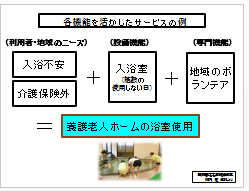 各機能を活かしたサービスの例
(利用者・地域のニーズ) (設備機能) (専門機能)
入浴不安
介護保険外
+
入浴室
(施設の
使用しない日)
+
地域のボ
ランテア
=
養護老人ホームの浴室使用